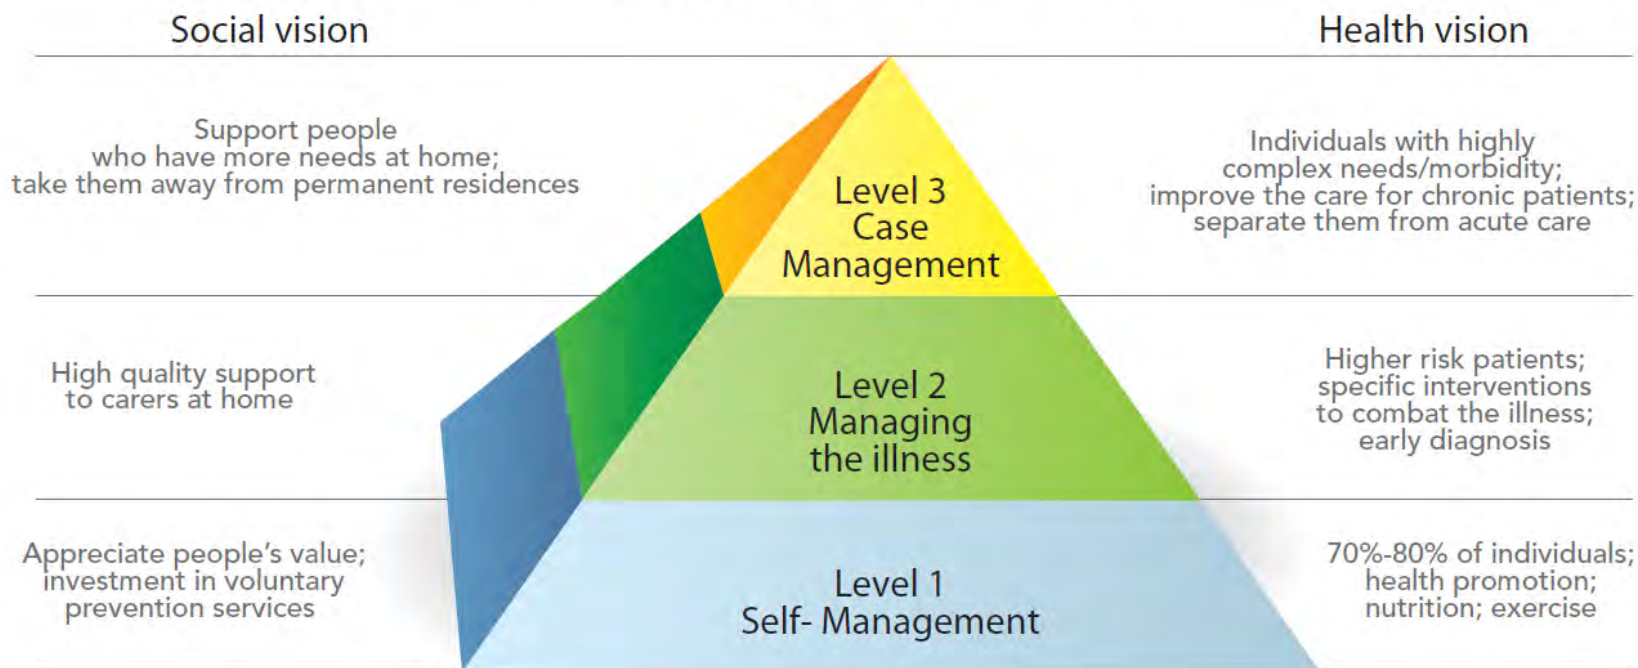 Social vision
Health vision
Support people
who have more needs at home;
take them away from permanent residences
Level 3
Case
Management
Individuals with highly
complex needs/morbidity;
improve the care for chronic patients;
separate them from acute care
High quality support
to carers at home
Level 2
Managing
the illness
Higher risk patients;
specific interventions
to combat the illness;
early diagnosis
Appreciate people’s value;
investment in voluntary
prevention services
Level 1
Self- Management
70%-80% of individuals;
health promotion;
nutrition; exercise